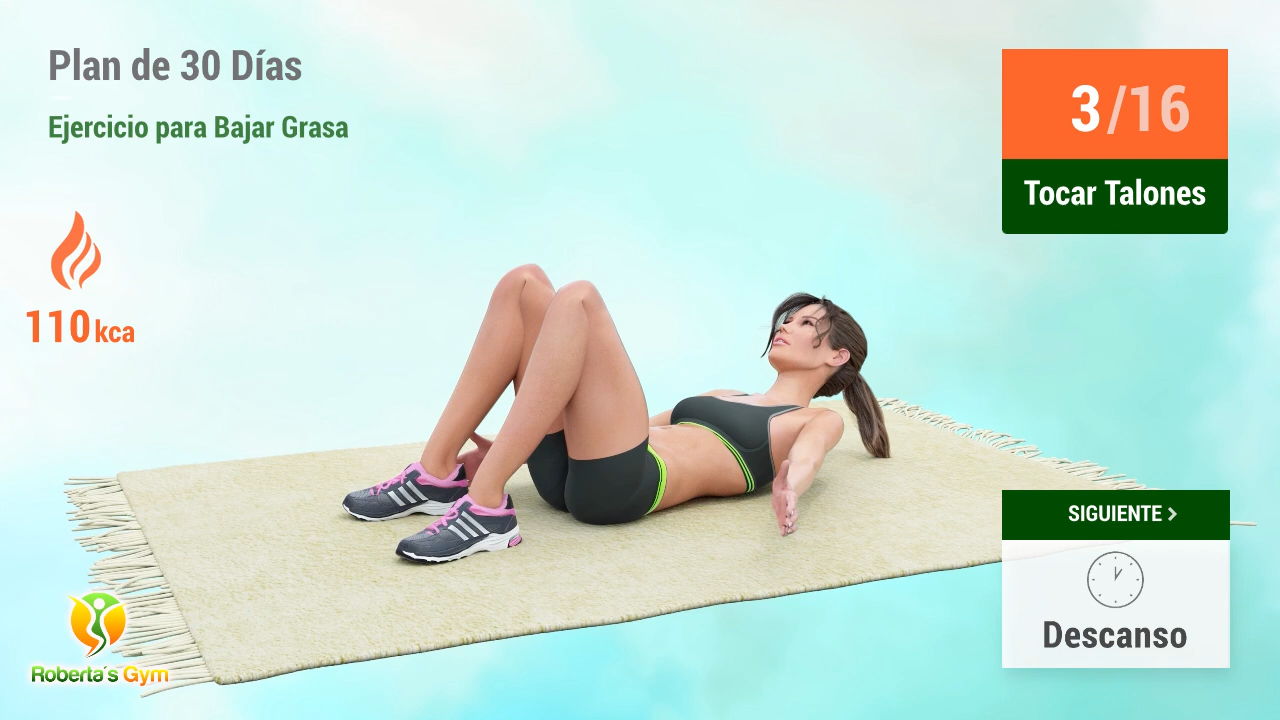 Plan de 30 Días
Ejercicio para Bajar Grasa
3/16
Tocar Talones
110 kca
SIGUIENTE >
Descanso
Roberta´s Gym